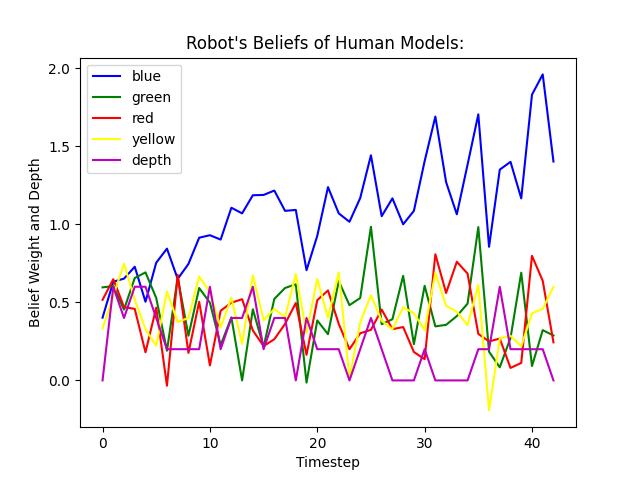 Robot's Beliefs of Human Models:
blue
green
red
yellow
depth
Belief Weight and Depth
2.0
1.5
1.0
0.5
0.0
0 10 20 30 40
Timestep